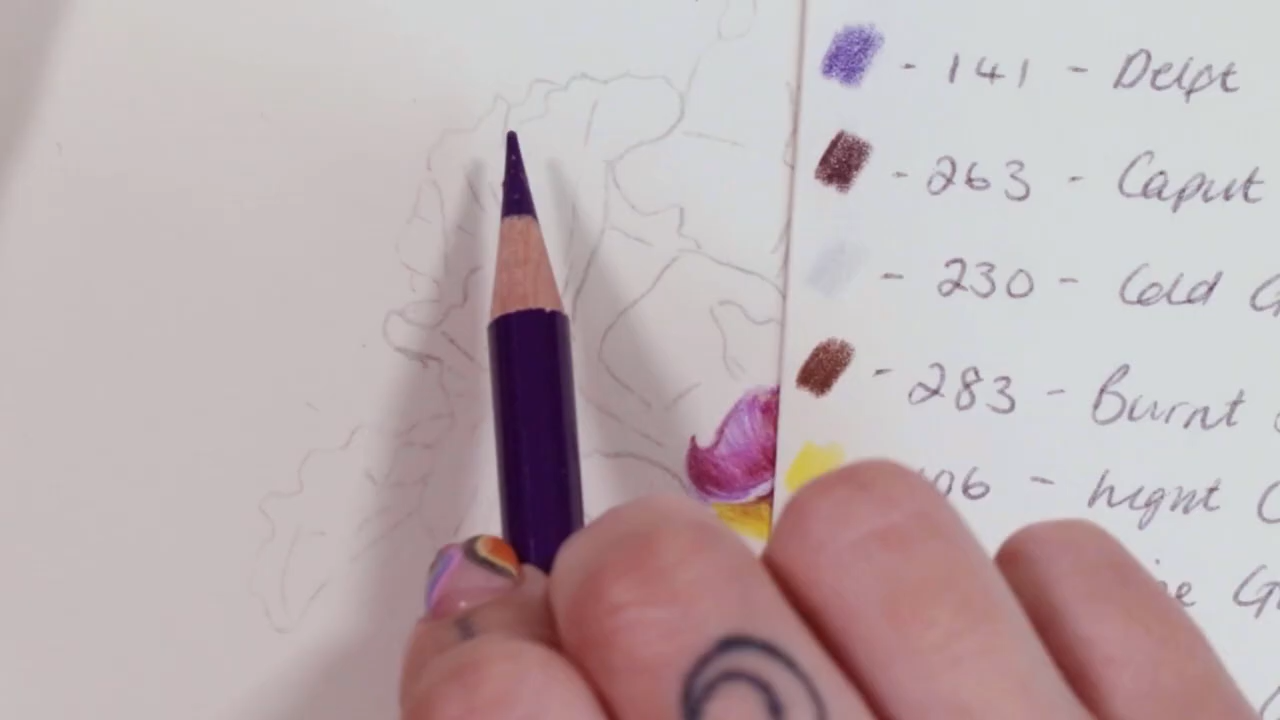 - 141 - Delft
- 263 - Caput
- 230 - Cold
- 283 - Burnt
06 - light